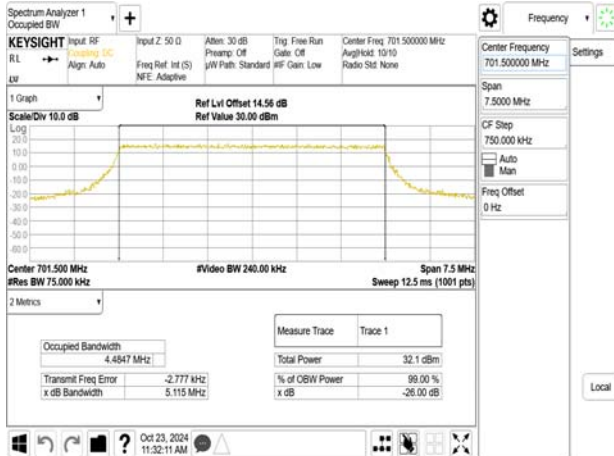 Spectrum Analyzer 1
Occupied BW
KEYSIGHT
RL
Input: RF
Coupling: DC
Align: Auto
Input Z: 50 Ω
Freq Ref: Int (S)
NFE: Adaptive
Atten: 30 dB
Preamp: Off
µW Path: Standard
Trig: Free Run
Gate: Off
#IF Gain: Low
Center Freq: 701.500000 MHz
Avg|Hold: 10/10
Radio Std: None
1 Graph
Scale/Div 10.0 dB
Ref Lvl Offset 14.56 dB
Ref Value 30.00 dBm
Log
20.0
10.0
0.00
-10.0
-20.0
-30.0
-40.0
-50.0
-60.0
Center 701.500 MHz
#Res BW 75.000 kHz
#Video BW 240.00 kHz
Span 7.5 MHz
Sweep 12.5 ms (1001 pts)
2 Metrics
Measure Trace Trace 1
Occupied Bandwidth
4.4847 MHz
Total Power 32.1 dBm
Transmit Freq Error -2.777 kHz
% of OBW Power 99.00 %
x dB Bandwidth 5.115 MHz
x dB -26.00 dB
Oct 23, 2024
11:32:11 AM
Frequency
Center Frequency
701.500000 MHz
Settings
Span
7.5000 MHz
CF Step
750.000 kHz
Auto
Man
Freq Offset
0 Hz
Local